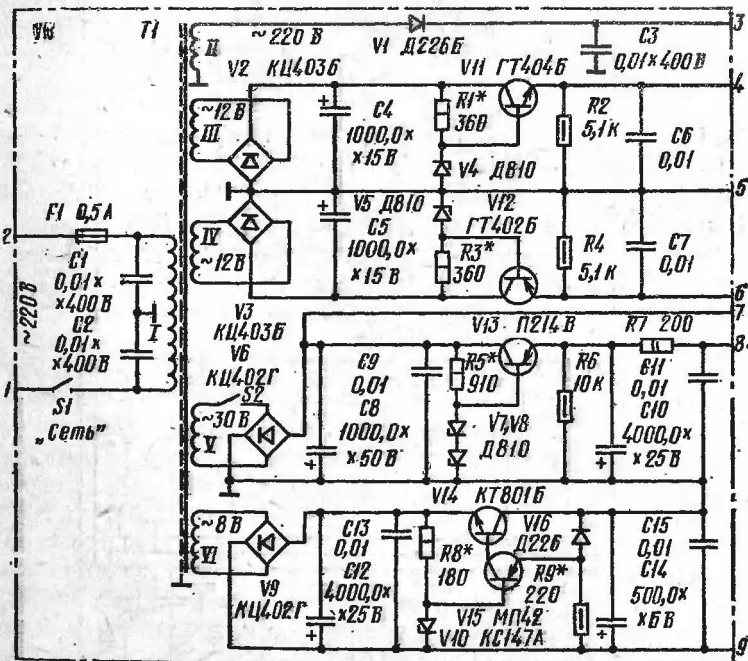 VI8 T1
~220 В
II
V1 Д226Б
C3
0,01×400В
3
V2 КЦ403Б
V11 ГТ404Б
4
~12В
III
C4
1000,0×
×15В
R1*
360
V4 Д810
R2
5,1к
C6
0,01
5
F1 0,5А
2
C1
0,01×
×400В
C2
0,01×
×400В
I
~220В
1
S1
„Сеть"
IV
~12В
V5 Д810
C5
1000,0×
×15В
V12
ГТ402Б
R3*
360
R4
5,1к
C7
0,01
6
7
V3
КЦ403Б
V6
КЦ402Г
S2
~30В
V
C9
0,01
C8
1000,0×
×50В
V13 П214В
R5*
910
V7,V8
Д810
R6
10к
R7 200
8
C11
0,01
C10
4000,0×
×25В
~8В
VI
V9
КЦ402Г
C13
0,01
C12
4000,0×
×25В
V14 КТ801Б
R8*
180
V16
Д226
R9*
220
V15 МП42
V10 КС147А
C15
0,01
C14
500,0×
×6В
9